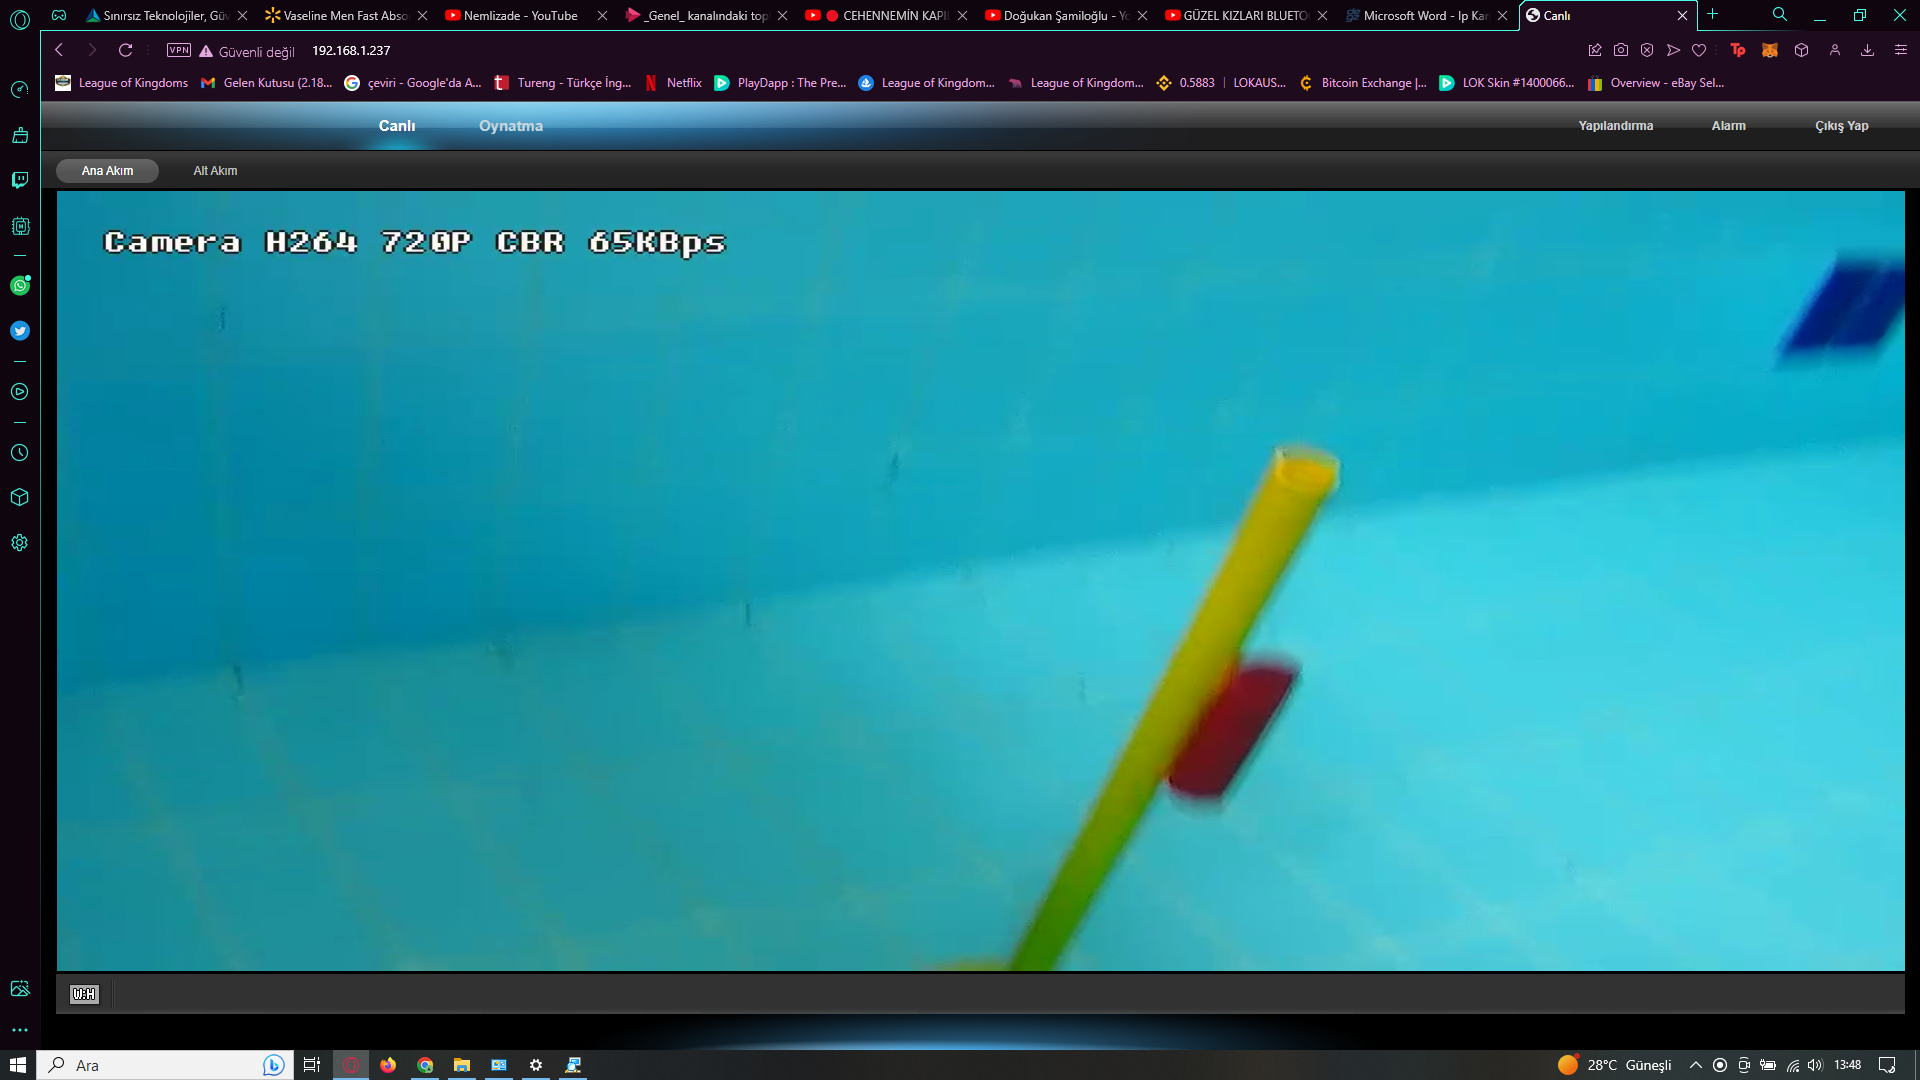 Sınırsız Teknolojiler, Güv
Vaseline Men Fast Abso
Nemlizade - YouTube
_Genel_ kanalındaki top
CEHENNEMİN KAPI
Doğukan Şamiloğlu - Yo
GÜZEL KIZLARI BLUETO
Microsoft Word - Ip Kam
Canlı
VPN
Güvenli değil
192.168.1.237
League of Kingdoms
Gelen Kutusu (2.18...
çeviri - Google'da A...
Tureng - Türkçe İng...
Netflix
PlayDapp : The Pre...
League of Kingdom...
League of Kingdom...
0.5883 | LOKAUS...
Bitcoin Exchange |...
LOK Skin #1400066...
Overview - eBay Sel...
Canlı
Oynatma
Yapılandırma
Alarm
Çıkış Yap
Ana Akım
Alt Akım
Camera H264 720P CBR 65KBps
W:H
Ara
28°C Güneşli
13:48